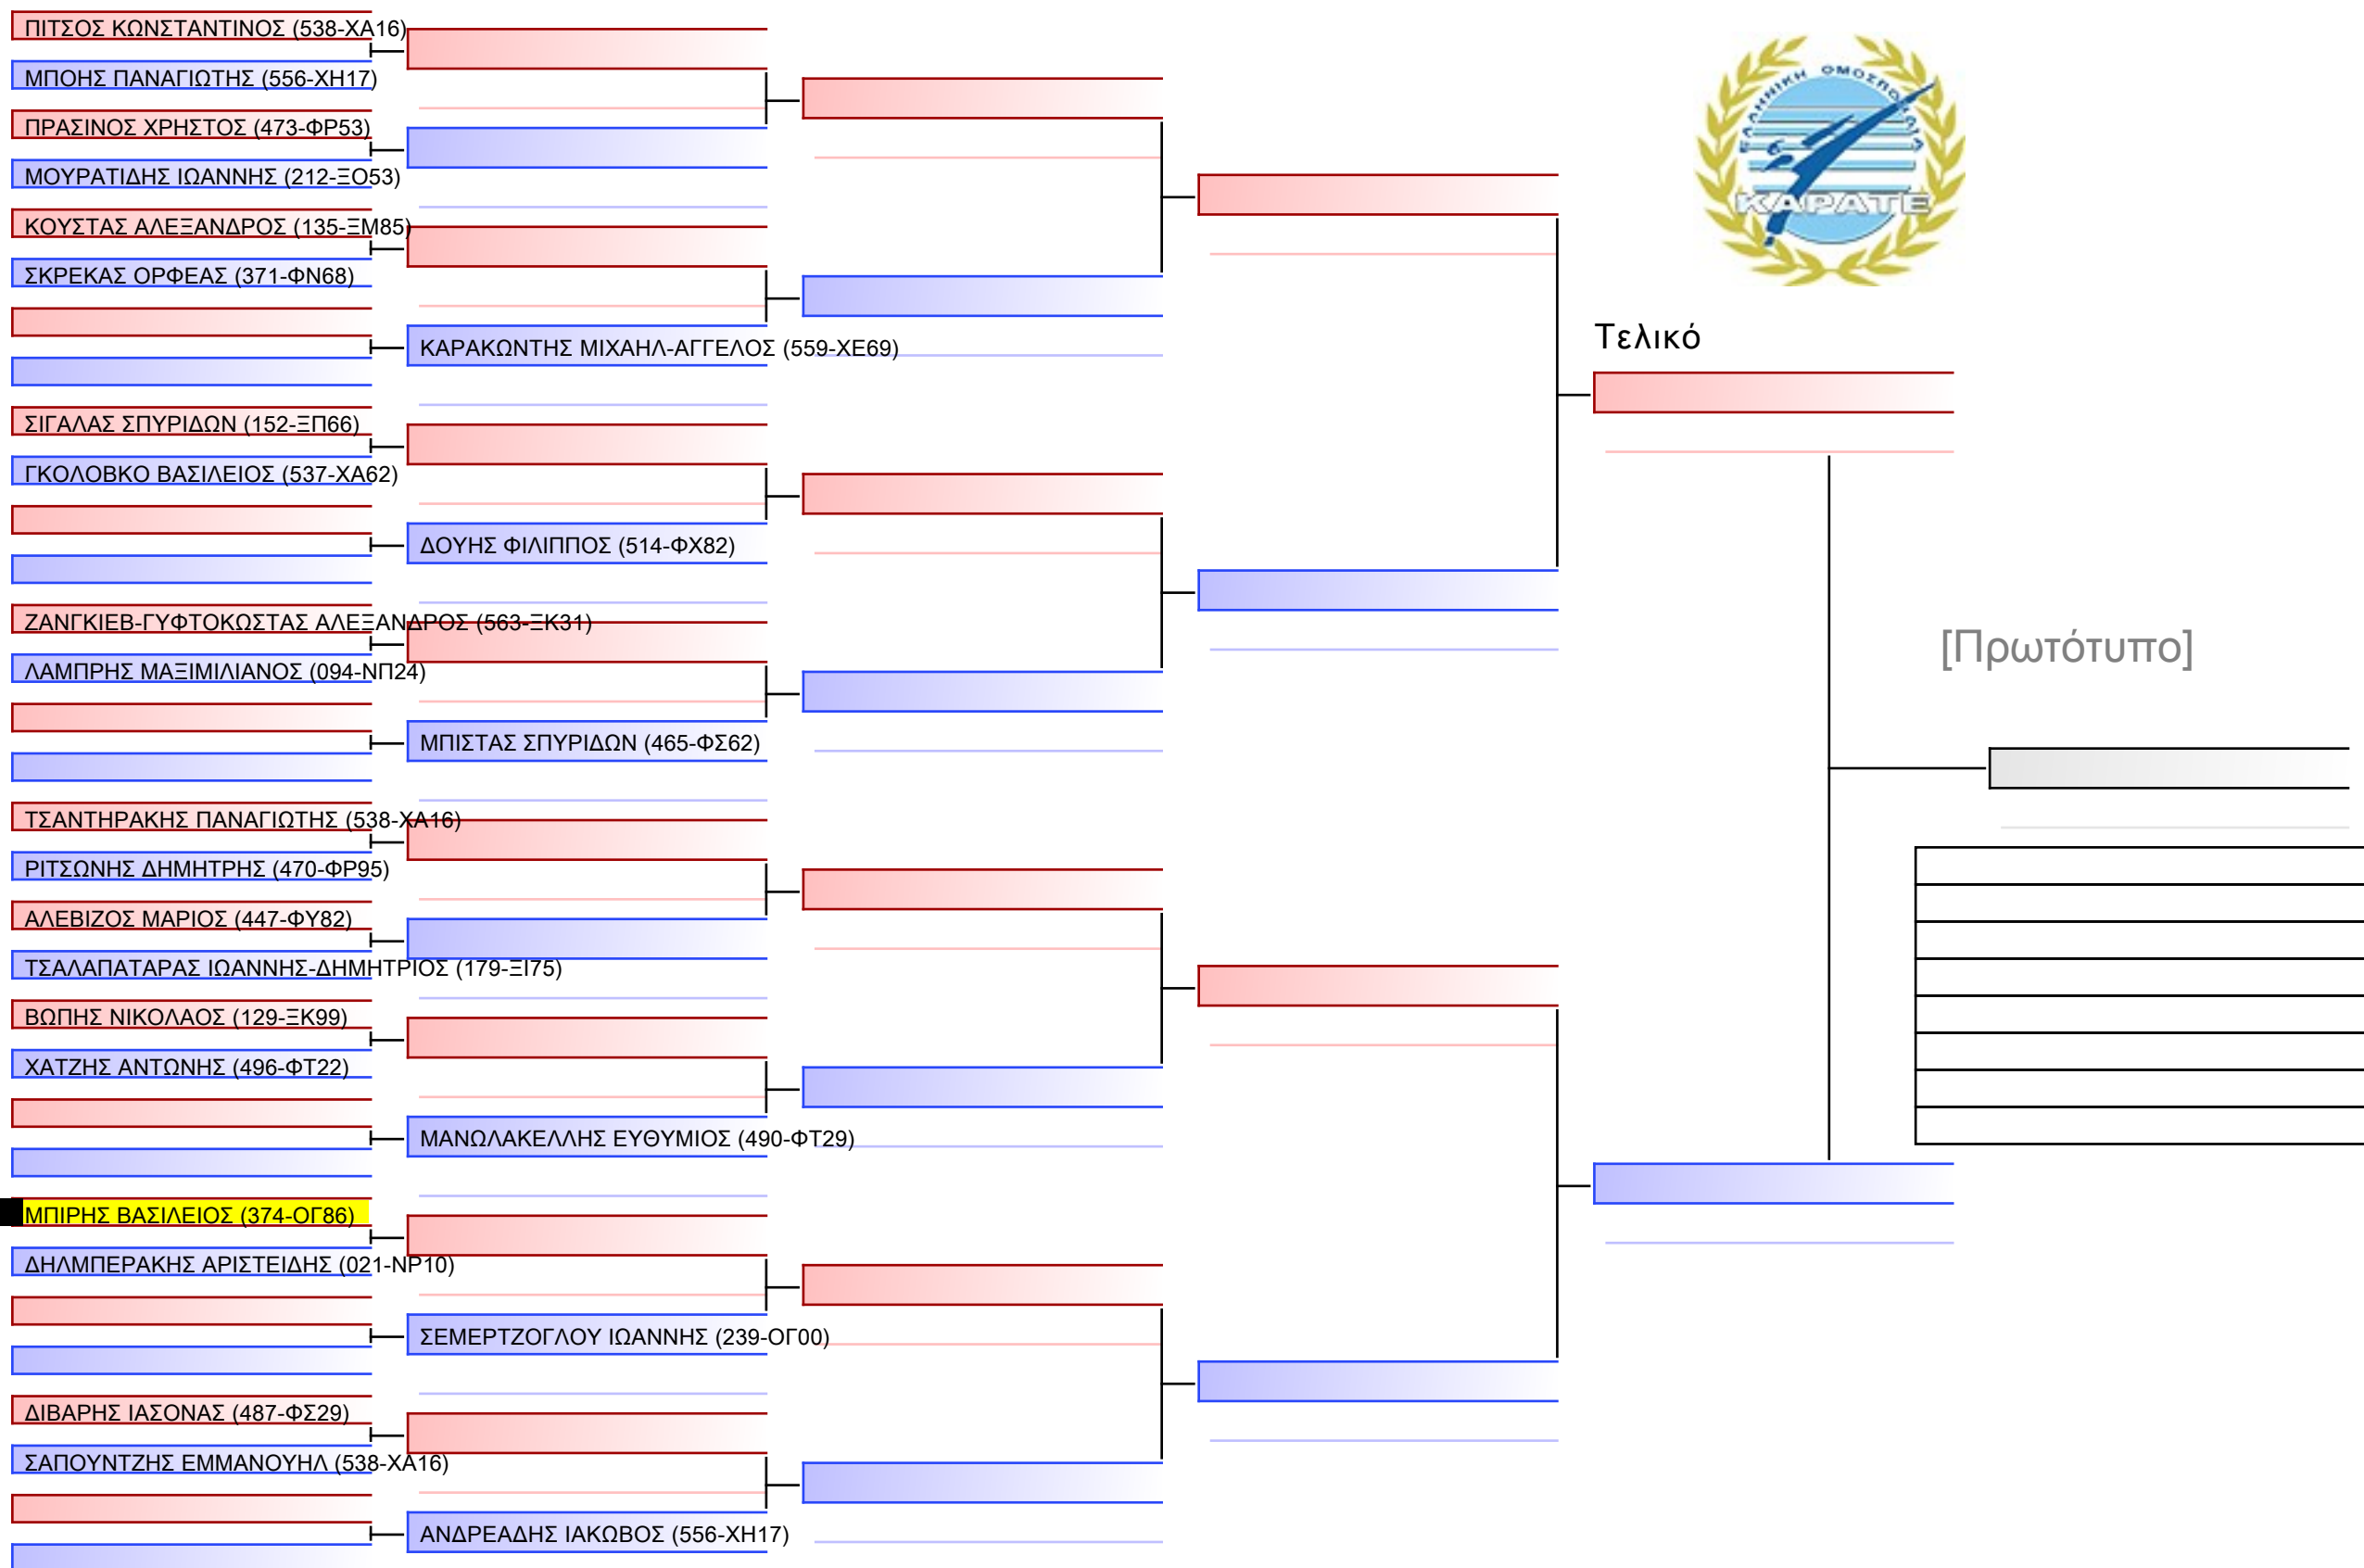 ΠΙΤΣΟΣ ΚΩΝΣΤΑΝΤΙΝΟΣ (538-ΧΑ16)
ΜΠΟΗΣ ΠΑΝΑΓΙΩΤΗΣ (556-ΧΗ17)
ΠΡΑΣΙΝΟΣ ΧΡΗΣΤΟΣ (473-ΦΡ53)
ΜΟΥΡΑΤΙΔΗΣ ΙΩΑΝΝΗΣ (212-ΞΟ53)
ΚΟΥΣΤΑΣ ΑΛΕΞΑΝΔΡΟΣ (135-ΞΜ85)
ΣΚΡΕΚΑΣ ΟΡΦΕΑΣ (371-ΦΝ68)
ΚΑΡΑΚΩΝΤΗΣ ΜΙΧΑΗΛ-ΑΓΓΕΛΟΣ (559-ΧΕ69)
ΣΙΓΑΛΑΣ ΣΠΥΡΙΔΩΝ (152-ΞΠ66)
ΓΚΟΛΟΒΚΟ ΒΑΣΙΛΕΙΟΣ (537-ΧΑ62)
ΔΟΥΗΣ ΦΙΛΙΠΠΟΣ (514-ΦΧ82)
ΖΑΝΓΚΙΕΒ-ΓΥΦΤΟΚΩΣΤΑΣ ΑΛΕΞΑΝΔΡΟΣ (563-ΞΚ31)
ΛΑΜΠΡΗΣ ΜΑΞΙΜΙΛΙΑΝΟΣ (094-ΝΠ24)
ΜΠΙΣΤΑΣ ΣΠΥΡΙΔΩΝ (465-ΦΣ62)
ΤΣΑΝΤΗΡΑΚΗΣ ΠΑΝΑΓΙΩΤΗΣ (538-ΧΑ16)
ΡΙΤΣΩΝΗΣ ΔΗΜΗΤΡΗΣ (470-ΦΡ95)
ΑΛΕΒΙΖΟΣ ΜΑΡΙΟΣ (447-ΦΥ82)
ΤΣΑΛΑΠΑΤΑΡΑΣ ΙΩΑΝΝΗΣ-ΔΗΜΗΤΡΙΟΣ (179-ΞΙ75)
ΒΩΠΗΣ ΝΙΚΟΛΑΟΣ (129-ΞΚ99)
ΧΑΤΖΗΣ ΑΝΤΩΝΗΣ (496-ΦΤ22)
ΜΑΝΩΛΑΚΕΛΛΗΣ ΕΥΘΥΜΙΟΣ (490-ΦΤ29)
ΜΠΙΡΗΣ ΒΑΣΙΛΕΙΟΣ (374-ΟΓ86)
ΔΗΛΜΠΕΡΑΚΗΣ ΑΡΙΣΤΕΙΔΗΣ (021-ΝΡ10)
ΣΕΜΕΡΤΖΟΓΛΟΥ ΙΩΑΝΝΗΣ (239-ΟΓ00)
ΔΙΒΑΡΗΣ ΙΑΣΟΝΑΣ (487-ΦΣ29)
ΣΑΠΟΥΝΤΖΗΣ ΕΜΜΑΝΟΥΗΛ (538-ΧΑ16)
ΑΝΔΡΕΑΔΗΣ ΙΑΚΩΒΟΣ (556-ΧΗ17)
ΕΛΛΗΝΙΚΗ ΟΜΟΣΠΟΝΔΙΑ
ΚΑΡΑΤΕ
Τελικό
[Πρωτότυπο]